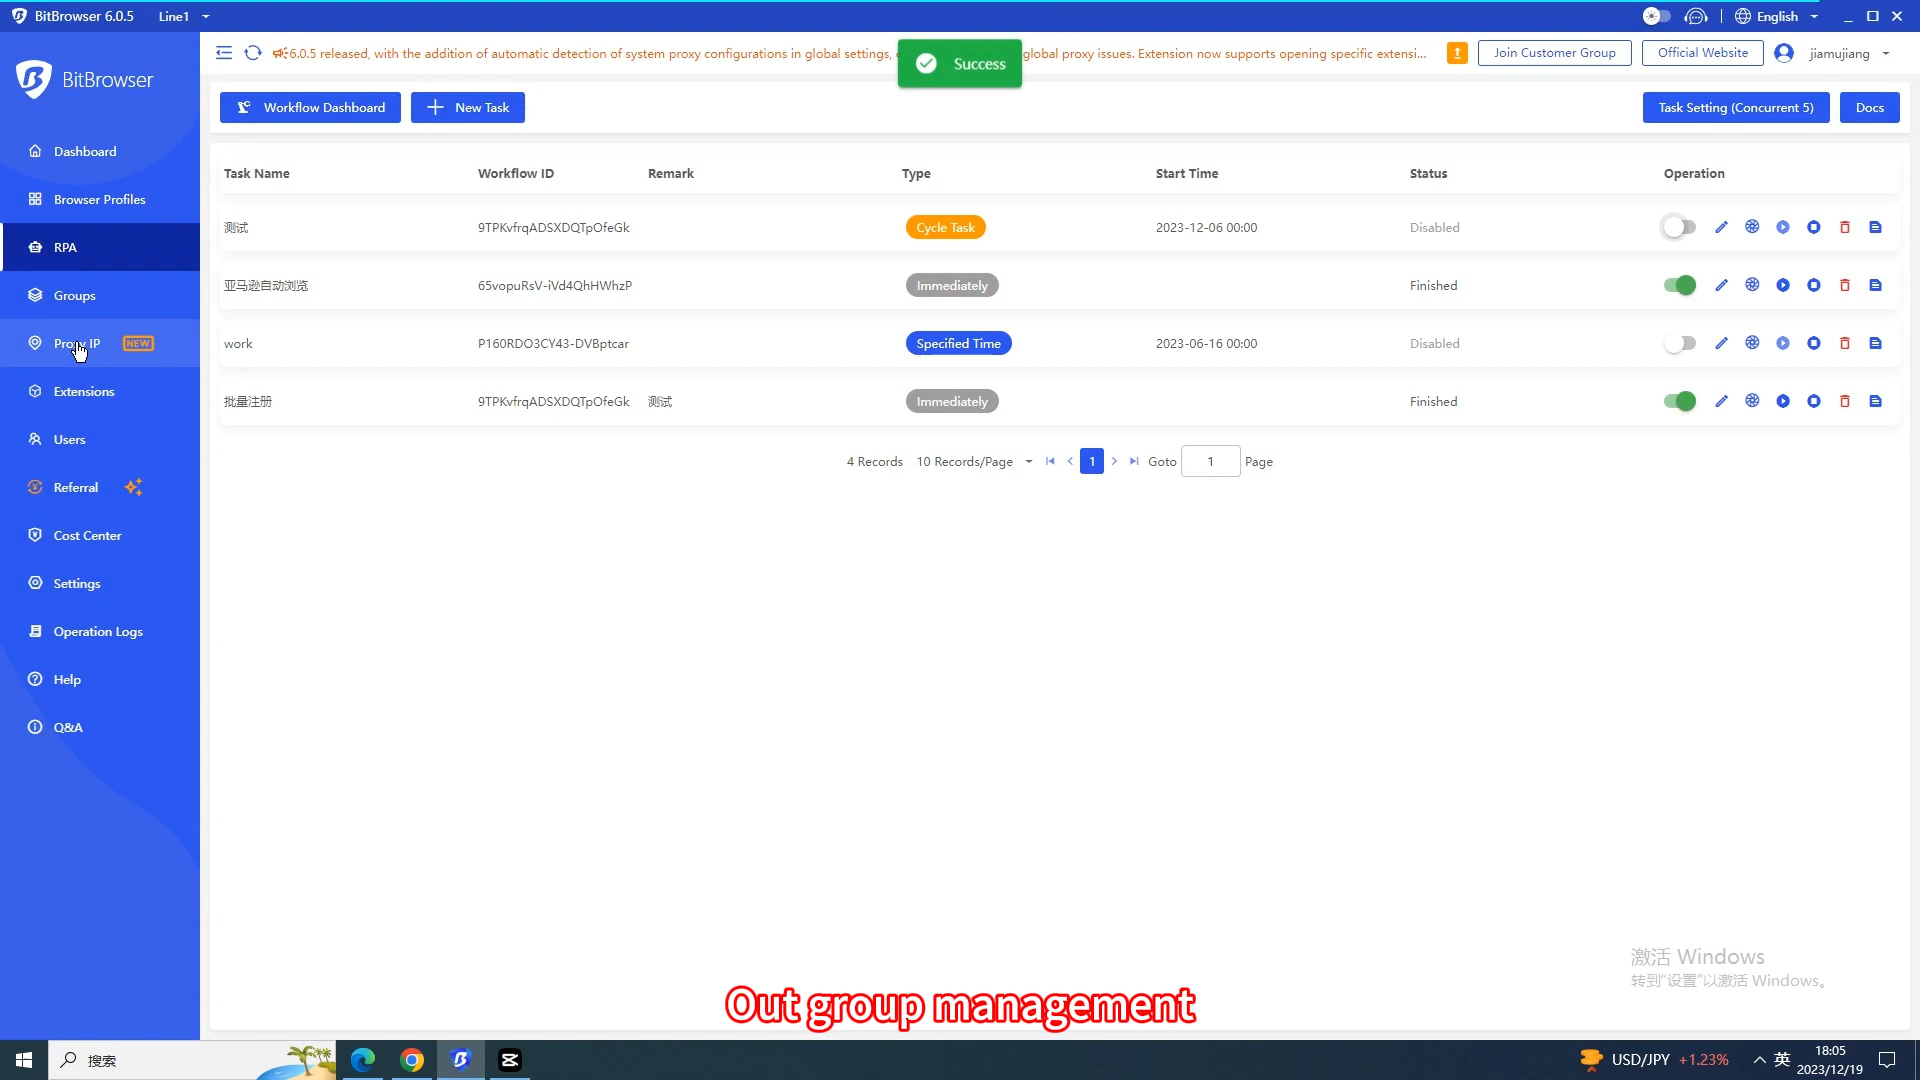 BitBrowser 6.0.5 Line1 English
BitBrowser
6.0.5 released, with the addition of automatic detection of system proxy configurations in global settings, global proxy issues. Extension now supports opening specific extensi... Join Customer Group Official Website jiamujiang
Success
Workflow Dashboard New Task Task Setting (Concurrent 5) Docs
Dashboard
Browser Profiles
RPA
Groups
Proxy IP NEW
Extensions
Users
Referral
Cost Center
Settings
Operation Logs
Help
Q&A
Task Name Workflow ID Remark Type Start Time Status Operation
测试 9TPKvfrqADSXDQTpOfeGk Cycle Task 2023-12-06 00:00 Disabled
亚马逊自动浏览 65vopuRsV-iVd4QhHWhzP Immediately Finished
work P160RDO3CY43-DVBptcar Specified Time 2023-06-16 00:00 Disabled
批量注册 9TPKvfrqADSXDQTpOfeGk 测试 Immediately Finished
4 Records 10 Records/Page 1 Goto 1 Page
激活 Windows
转到“设置”以激活 Windows。
Out group management
搜索 USD/JPY +1.23% 英 18:05
2023/12/19